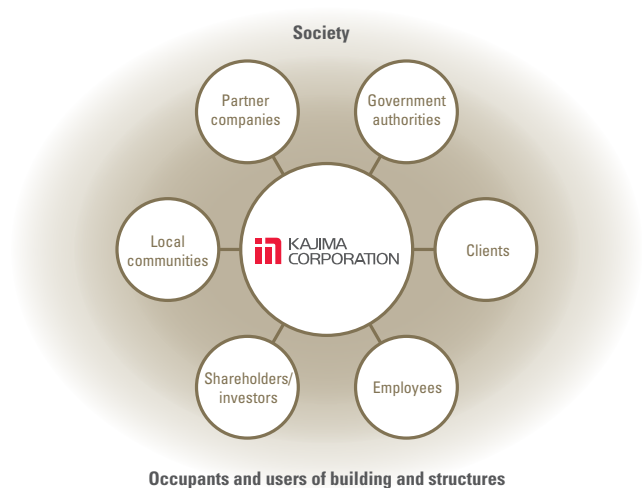 Society
Partner
companies
Government
authorities
Local
communities
KAJIMA
CORPORATION
Clients
Shareholders/
investors
Employees
Occupants and users of building and structures